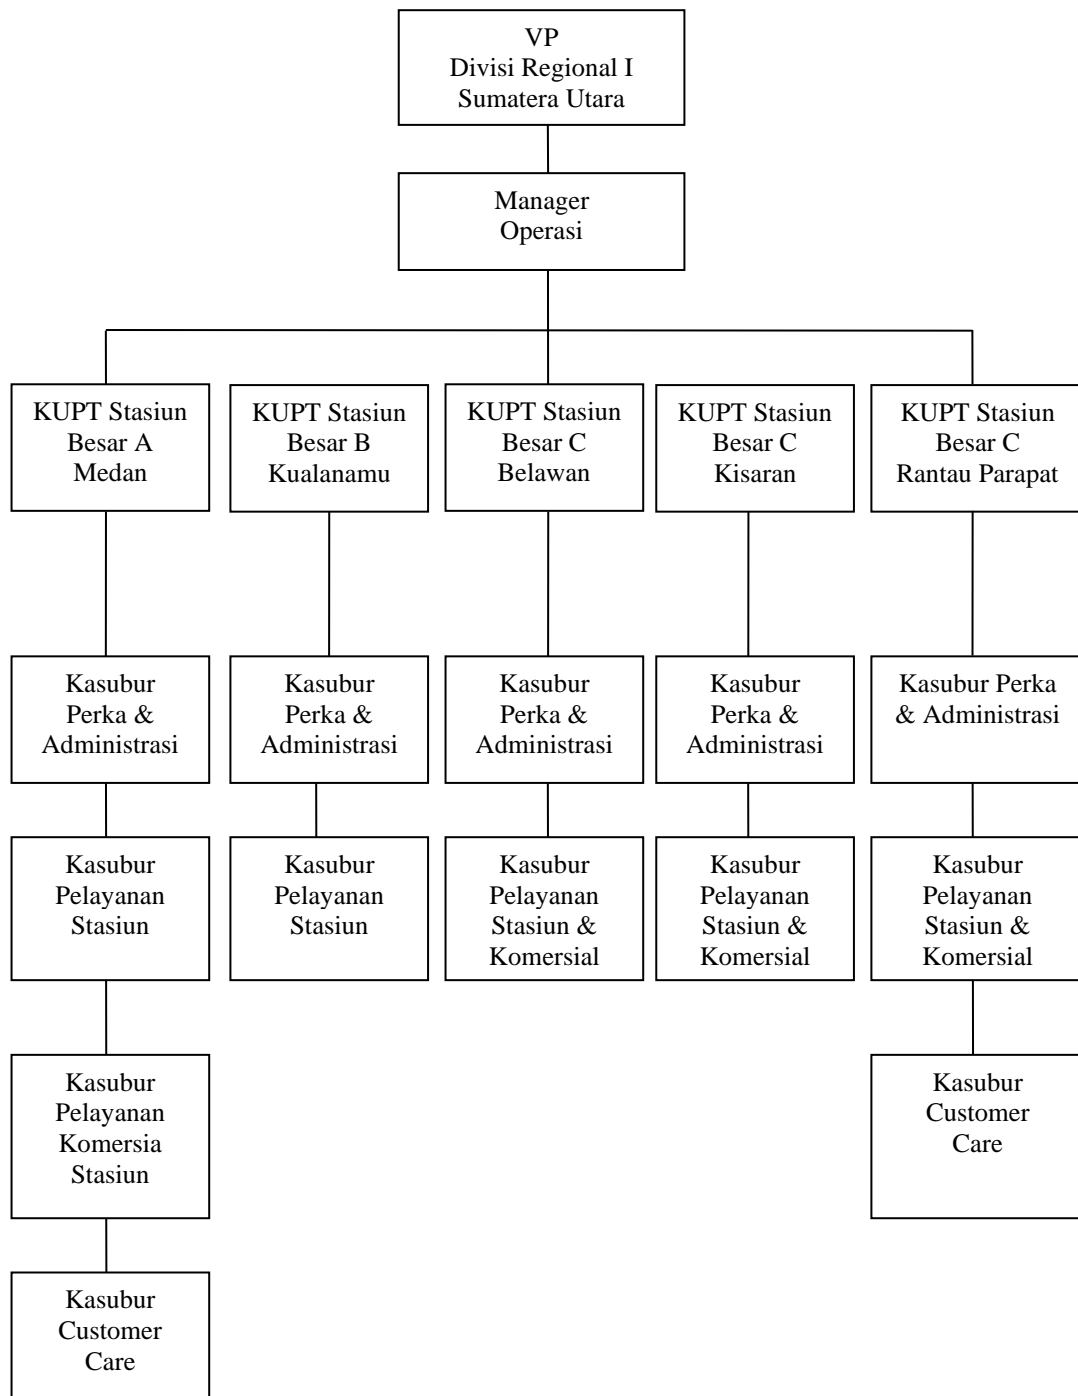 VP
Divisi Regional I
Sumatera Utara
Manager
Operasi
KUPT Stasiun
Besar A
Medan
KUPT Stasiun
Besar B
Kualanamu
KUPT Stasiun
Besar C
Belawan
KUPT Stasiun
Besar C
Kisaran
KUPT Stasiun
Besar C
Rantau Parapat
Kasubur
Perka &
Administrasi
Kasubur
Perka &
Administrasi
Kasubur
Perka &
Administrasi
Kasubur
Perka &
Administrasi
Kasubur Perka
& Administrasi
Kasubur
Pelayanan
Stasiun
Kasubur
Pelayanan
Stasiun
Kasubur
Pelayanan
Stasiun &
Komersial
Kasubur
Pelayanan
Stasiun &
Komersial
Kasubur
Pelayanan
Stasiun &
Komersial
Kasubur
Pelayanan
Komersia
Stasiun
Kasubur
Customer
Care
Kasubur
Customer
Care